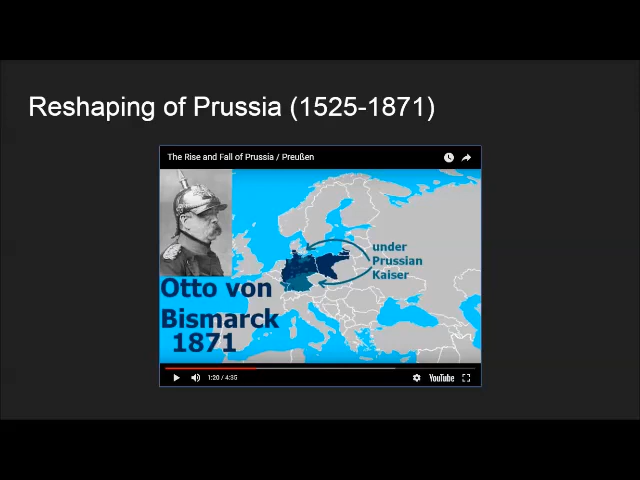 Reshaping of Prussia (1525-1871)
The Rise and Fall of Prussia / Preußen
under
Prussian
Kaiser
Otto von
Bismarck
1871
1:20 / 4:35
YouTube